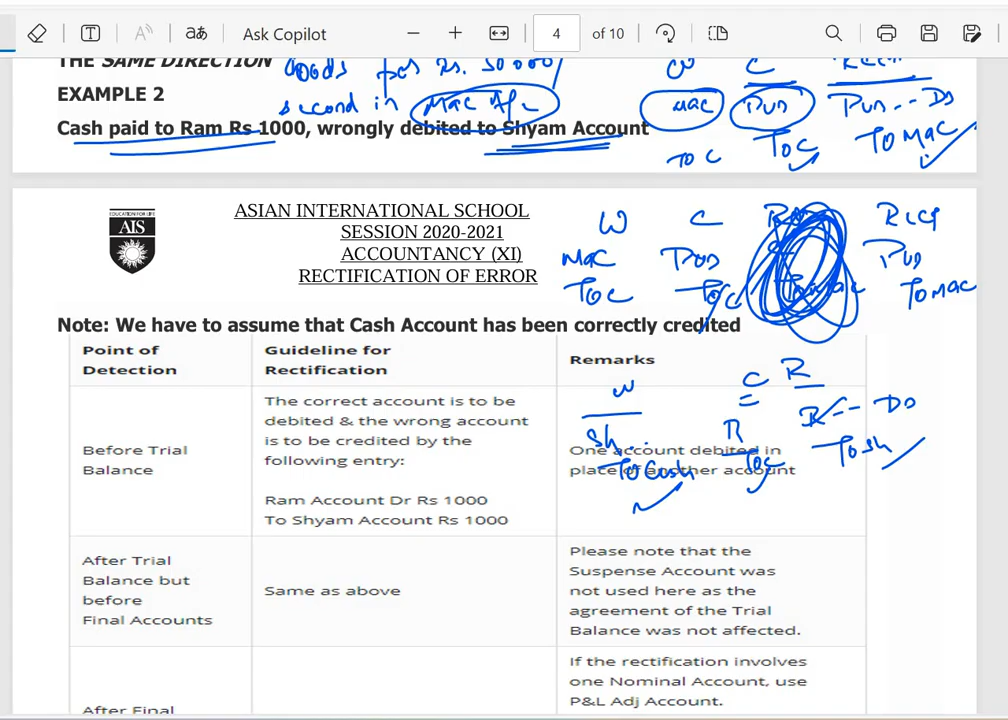 Ask Copilot
4 of 10
THE SAME DIRECTION goods for Rs. 50000/ W C Recti
EXAMPLE 2 second in Mac A/c Mac Pur Pur -- Dr
Cash paid to Ram Rs 1000, wrongly debited to Shyam Account
To C To C To Mac
EDUCATION FOR LIFE
AIS
ASIAN INTERNATIONAL SCHOOL
SESSION 2020-2021
ACCOUNTANCY (XI)
RECTIFICATION OF ERROR
W C Rect
Mac Pur Pur
To C To C To Mac
Note: We have to assume that Cash Account has been correctly credited
Point of Detection
Guideline for Rectification
Remarks
W C R
Sh... R R -- Dr
To Cash To C To Sh
Before Trial Balance
The correct account is to be
debited & the wrong account
is to be credited by the
following entry:
Ram Account Dr Rs 1000
To Shyam Account Rs 1000
One account debited in
place of another account
After Trial
Balance but
before
Final Accounts
Same as above
Please note that the
Suspense Account was
not used here as the
agreement of the Trial
Balance was not affected.
After Final
If the rectification involves
one Nominal Account, use
P&L Adj Account.